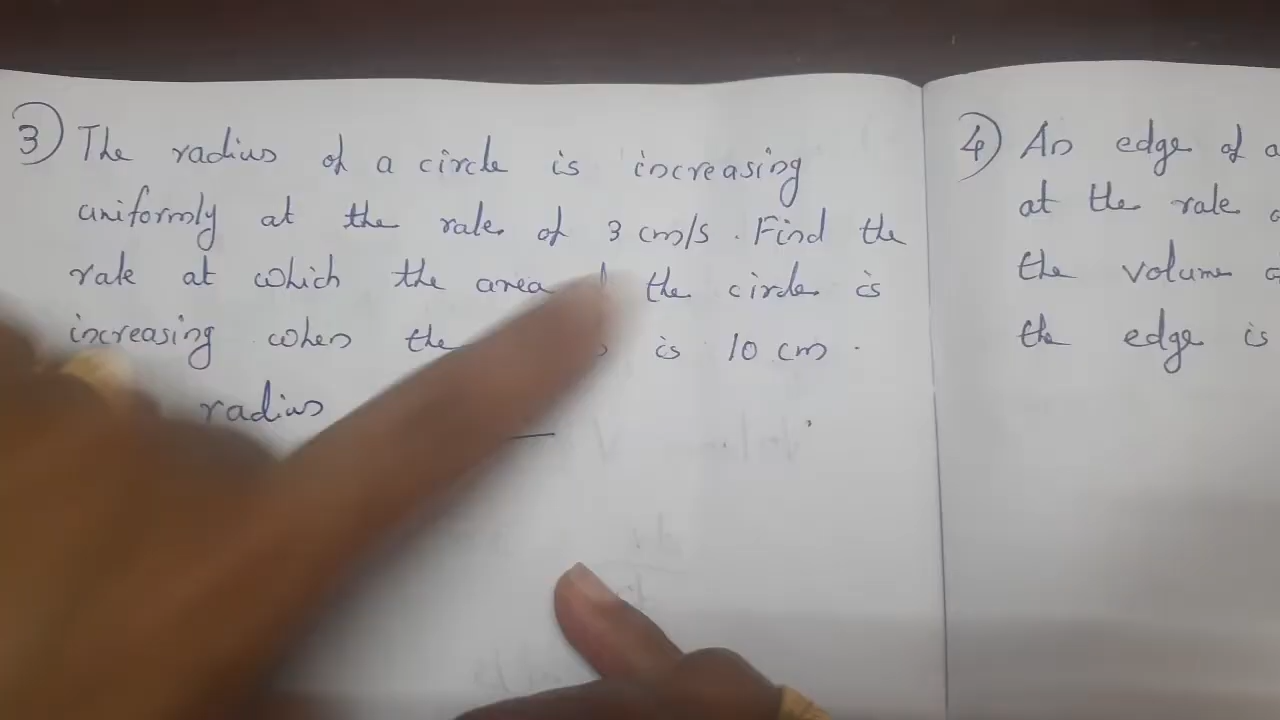 3 The radius of a circle is increasing
uniformly at the rate of 3 cm/s. Find the
rate at which the area the circle is
increasing when the is 10 cm.
radius
4 An edge of a
at the rate
the volume
the edge is